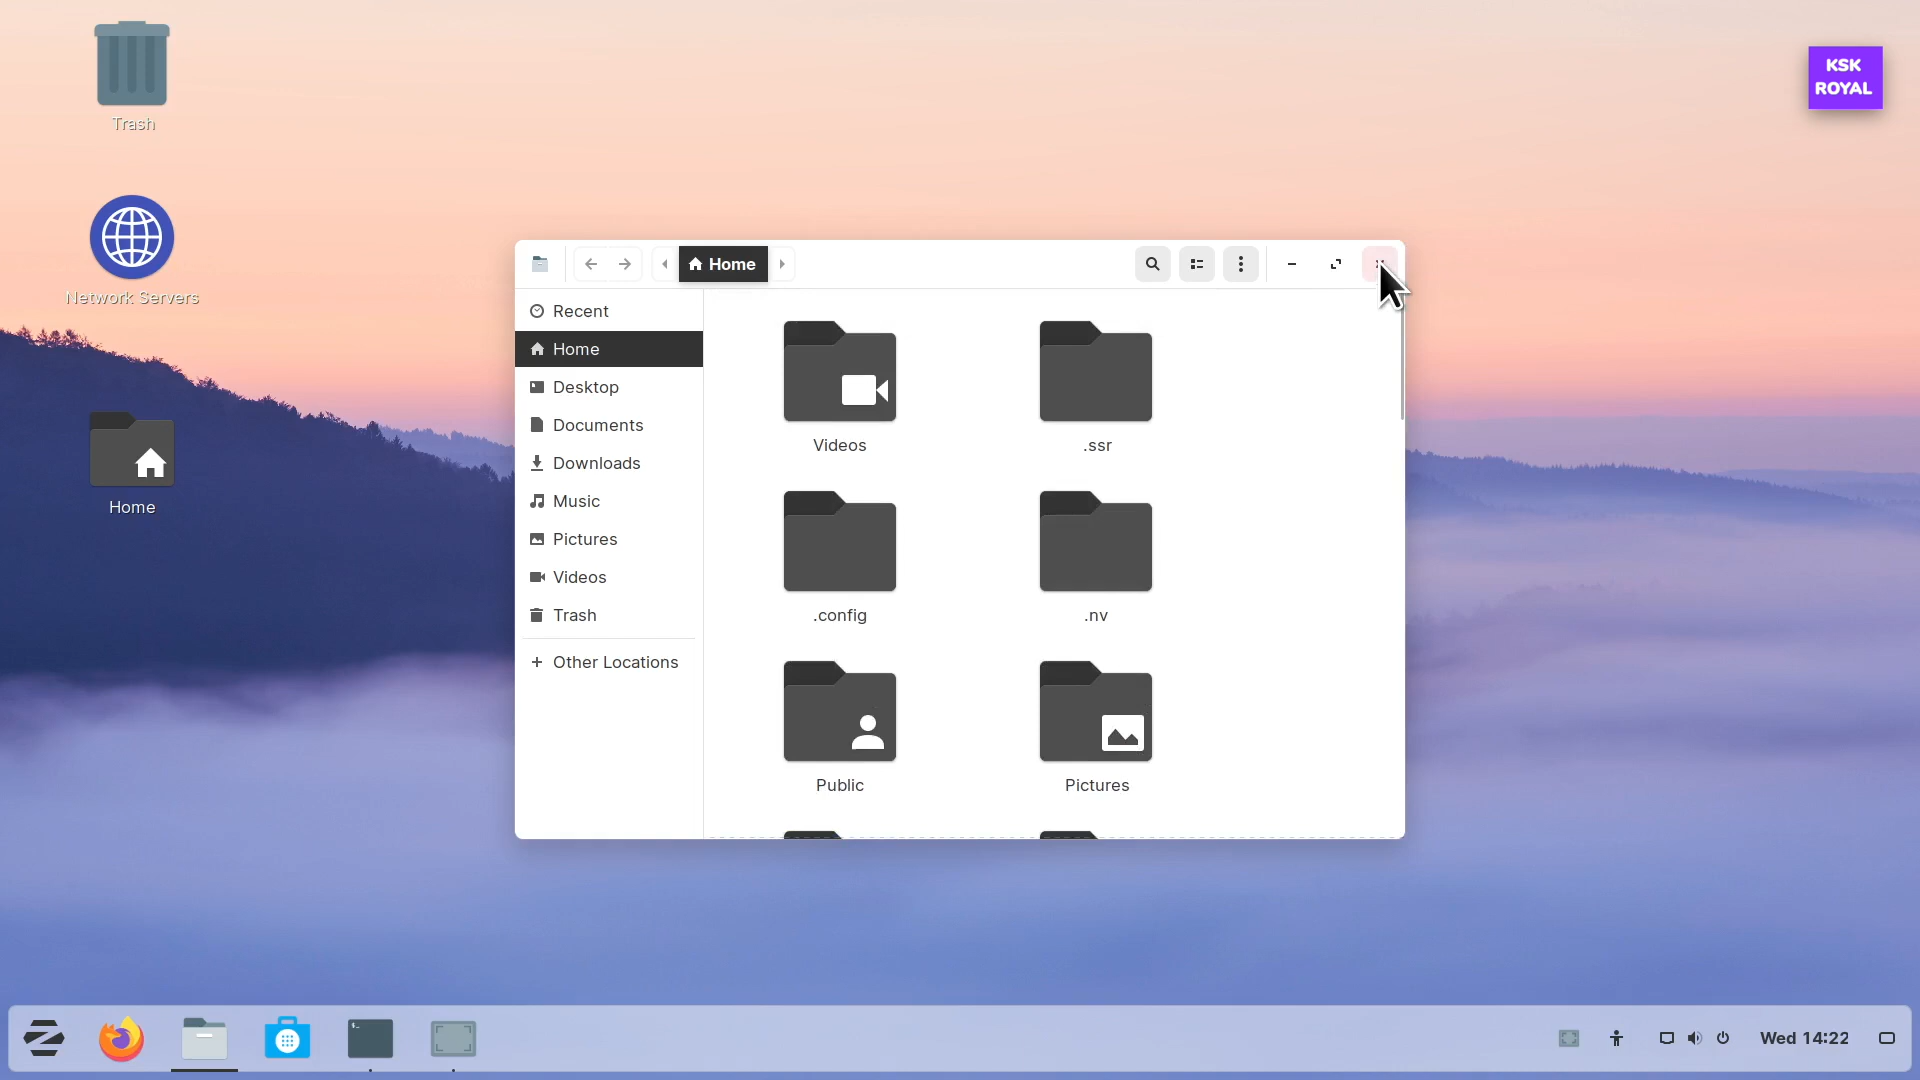 Trash
KSK
ROYAL
Network Servers
Home
Home
Recent
Home
Desktop
Documents
Downloads
Music
Pictures
Videos
Trash
Other Locations
Videos
.ssr
.config
.nv
Public
Pictures
$_
Wed 14:22